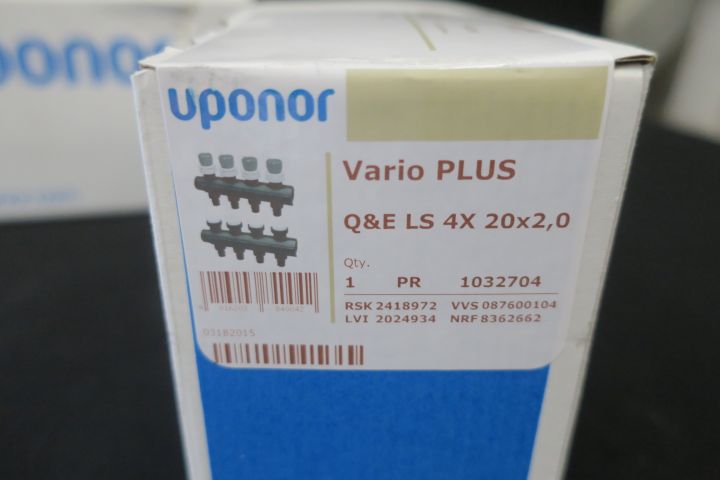 ponor
uponor
Vario PLUS
Q&E LS 4X 20x2,0
Qty.
1 PR 1032704
RSK 2418972 VVS 087600104
LVI 2024934 NRF 8362662
03182015